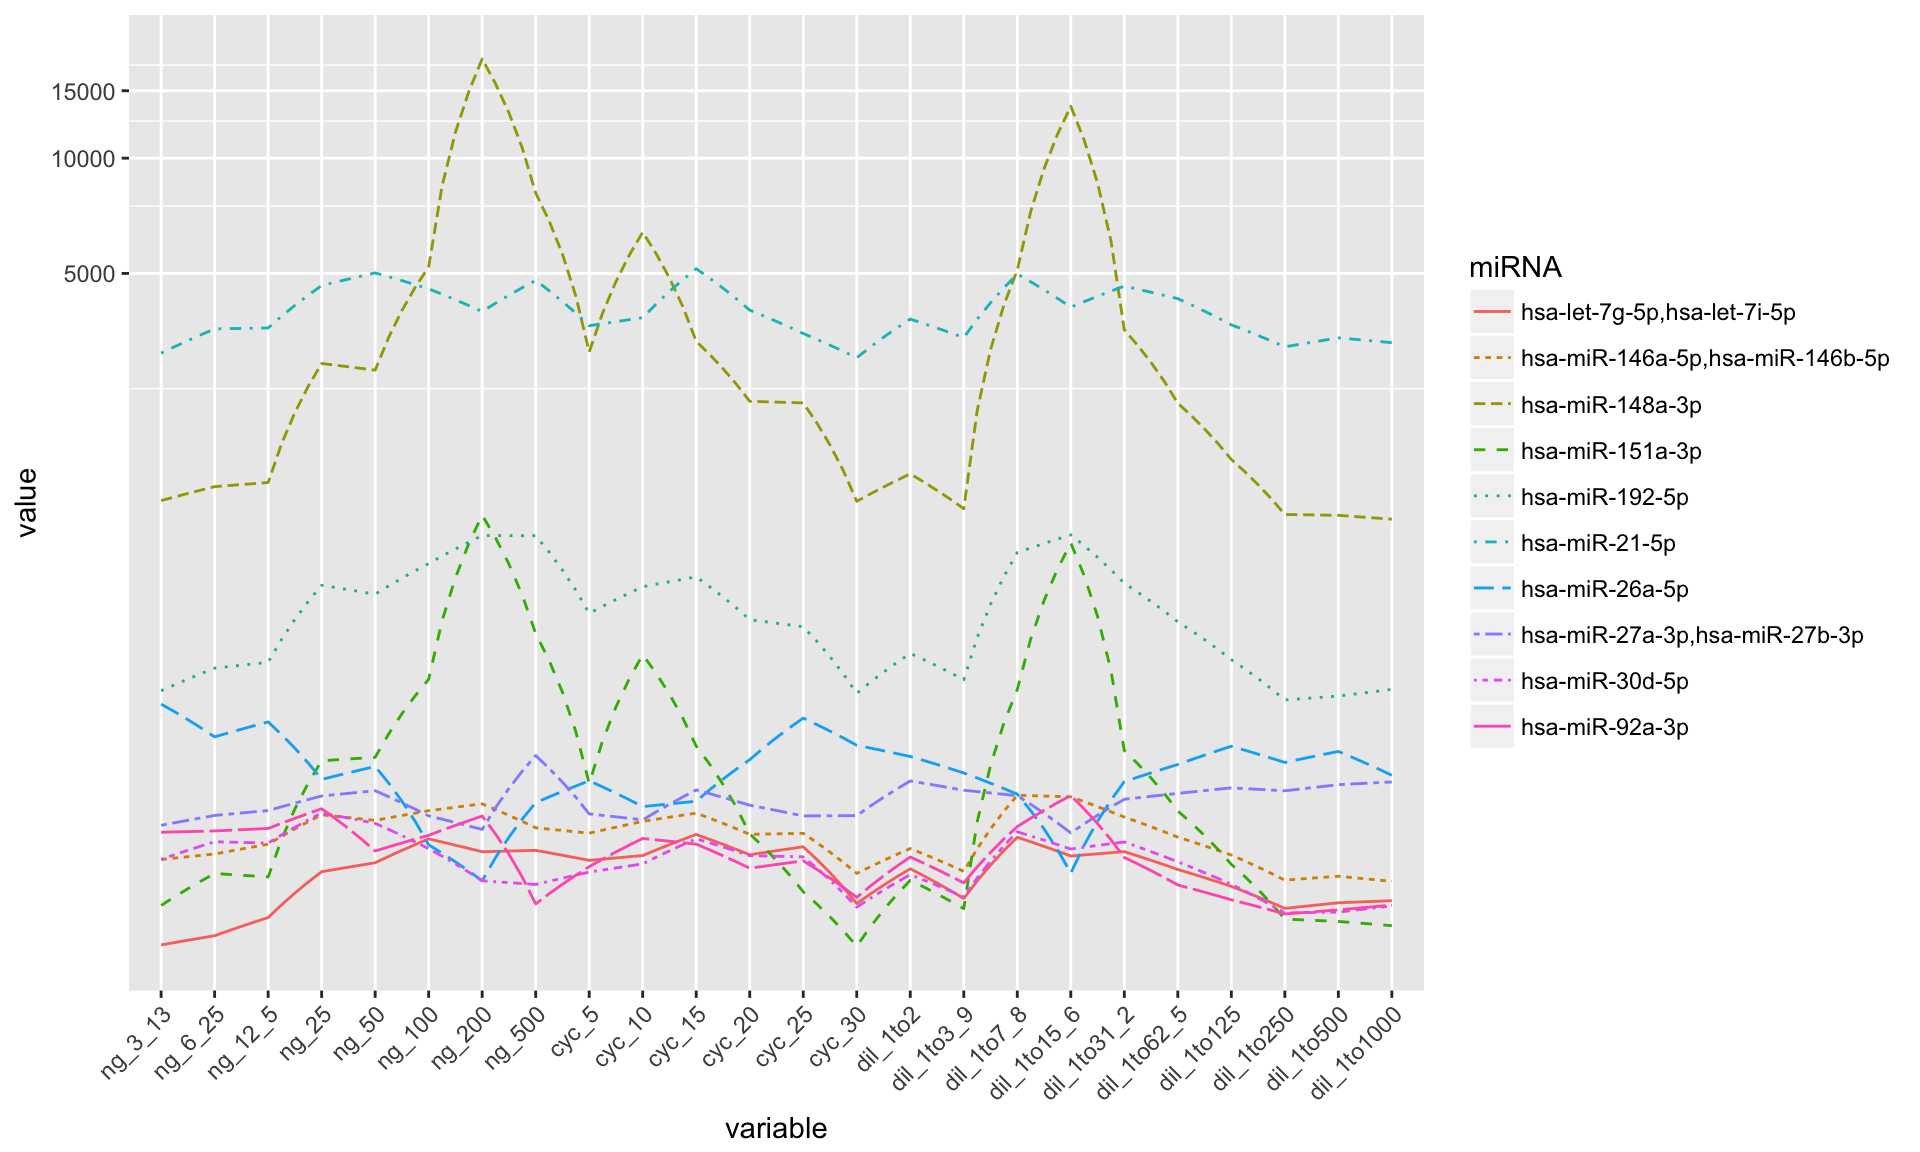 15000
10000
5000
value
ng_3_13
ng_6_25
ng_12_5
ng_25
ng_50
ng_100
ng_200
ng_500
cyc_5
cyc_10
cyc_15
cyc_20
cyc_25
cyc_30
dil_1to2
dil_1to3_9
dil_1to7_8
dil_1to15_6
dil_1to31_2
dil_1to62_5
dil_1to125
dil_1to250
dil_1to500
dil_1to1000
variable
miRNA
hsa-let-7g-5p,hsa-let-7i-5p
hsa-miR-146a-5p,hsa-miR-146b-5p
hsa-miR-148a-3p
hsa-miR-151a-3p
hsa-miR-192-5p
hsa-miR-21-5p
hsa-miR-26a-5p
hsa-miR-27a-3p,hsa-miR-27b-3p
hsa-miR-30d-5p
hsa-miR-92a-3p